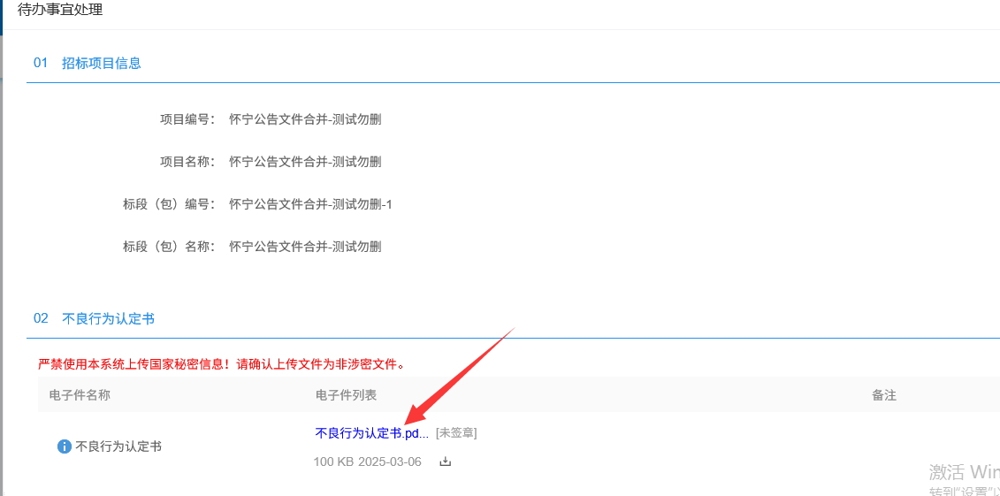 待办事宜处理
01 招标项目信息
项目编号： 怀宁公告文件合并-测试勿删
项目名称： 怀宁公告文件合并-测试勿删
标段（包）编号： 怀宁公告文件合并-测试勿删-1
标段（包）名称： 怀宁公告文件合并-测试勿删
02 不良行为认定书
严禁使用本系统上传国家秘密信息！请确认上传文件为非涉密文件。
电子件名称 电子件列表 备注
不良行为认定书.pd... [未签章]
不良行为认定书
100 KB 2025-03-06
激活 Win
转到“设置”以